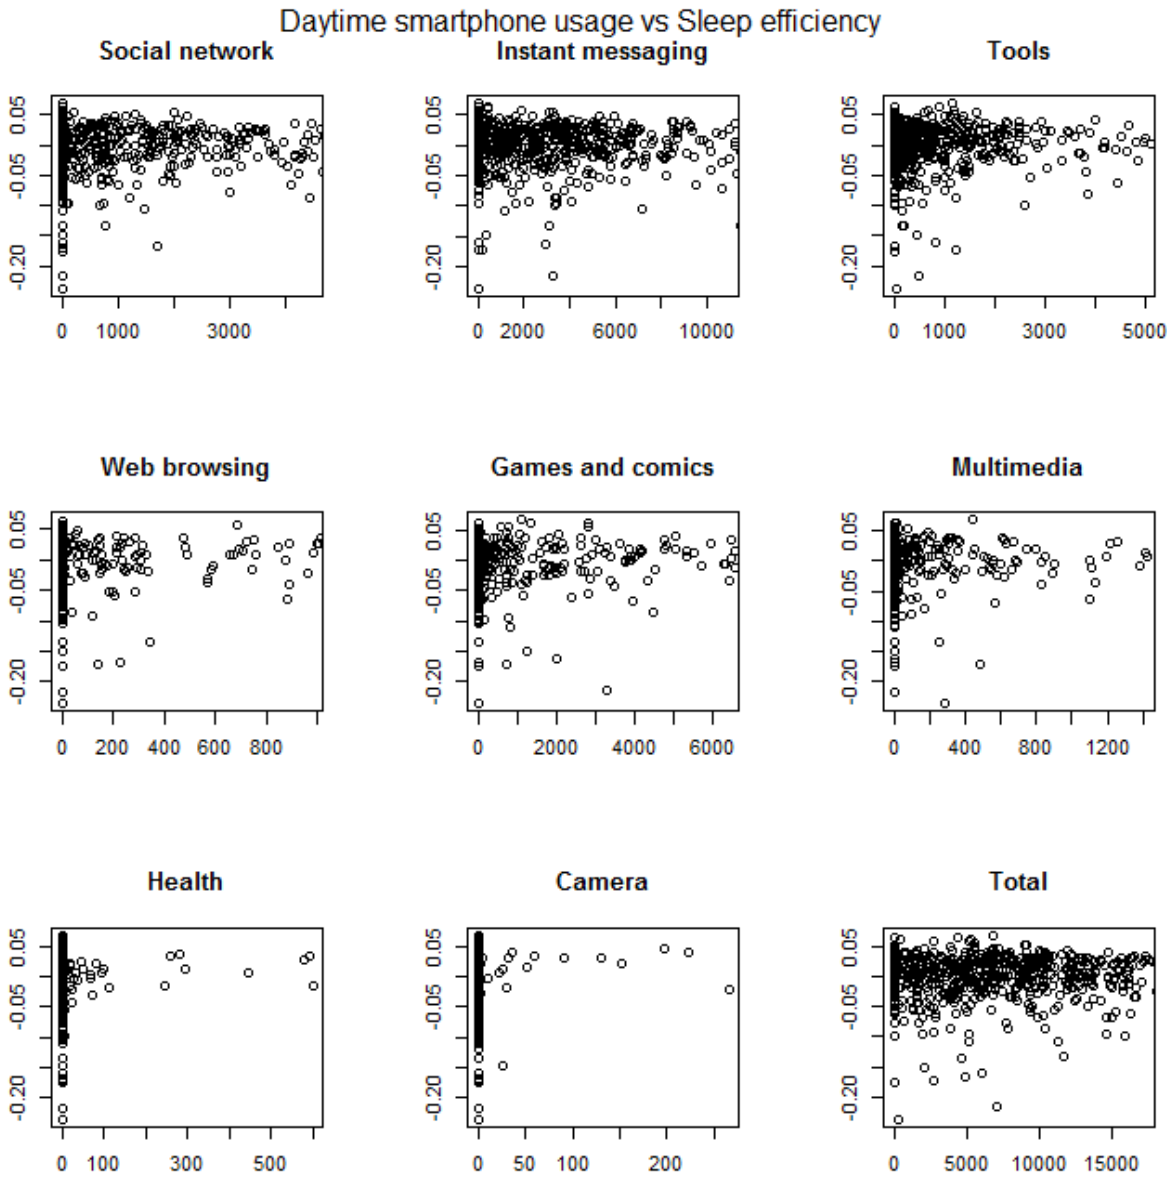 Daytime smartphone usage vs Sleep efficiency
Social network
Instant messaging
Tools
0.05
-0.05
-0.20
0 1000 3000
0.05
-0.05
-0.20
0 2000 6000 10000
0.05
-0.05
-0.20
0 1000 3000 5000
Web browsing
Games and comics
Multimedia
0.05
-0.05
-0.20
0 200 400 600 800
0.05
-0.05
-0.20
0 2000 4000 6000
0.05
-0.05
-0.20
0 400 800 1200
Health
Camera
Total
0.05
-0.05
-0.20
0 100 300 500
0.05
-0.05
-0.20
0 50 100 200
0.05
-0.05
-0.20
0 5000 10000 15000